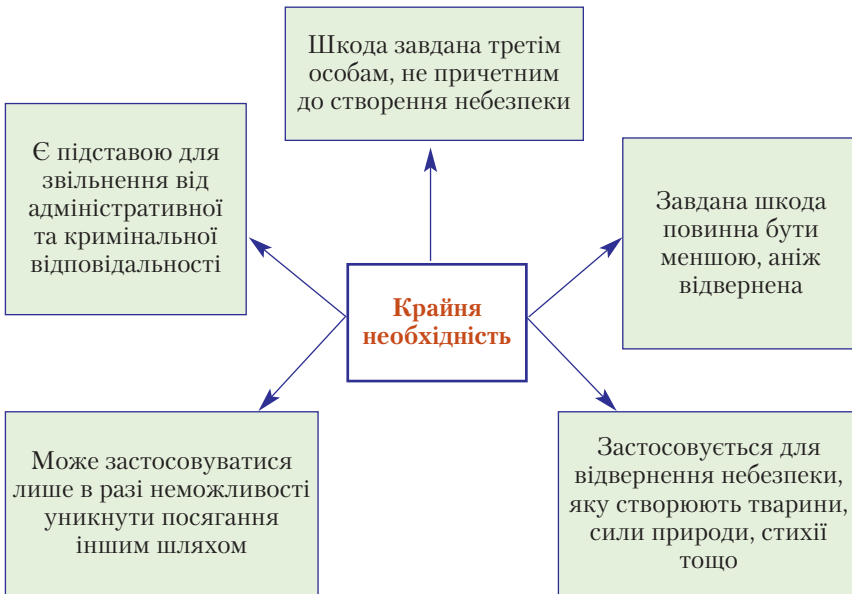 Шкода завдана третім
особам, не причетним
до створення небезпеки
Є підставою для
звільнення від
адміністративної
та кримінальної
відповідальності
Завдана шкода
повинна бути
меншою, аніж
відвернена
Крайня
необхідність
Може застосовуватися
лише в разі неможливості
уникнути посягання
іншим шляхом
Застосовується для
відвернення небезпеки,
яку створюють тварини,
сили природи, стихії
тощо